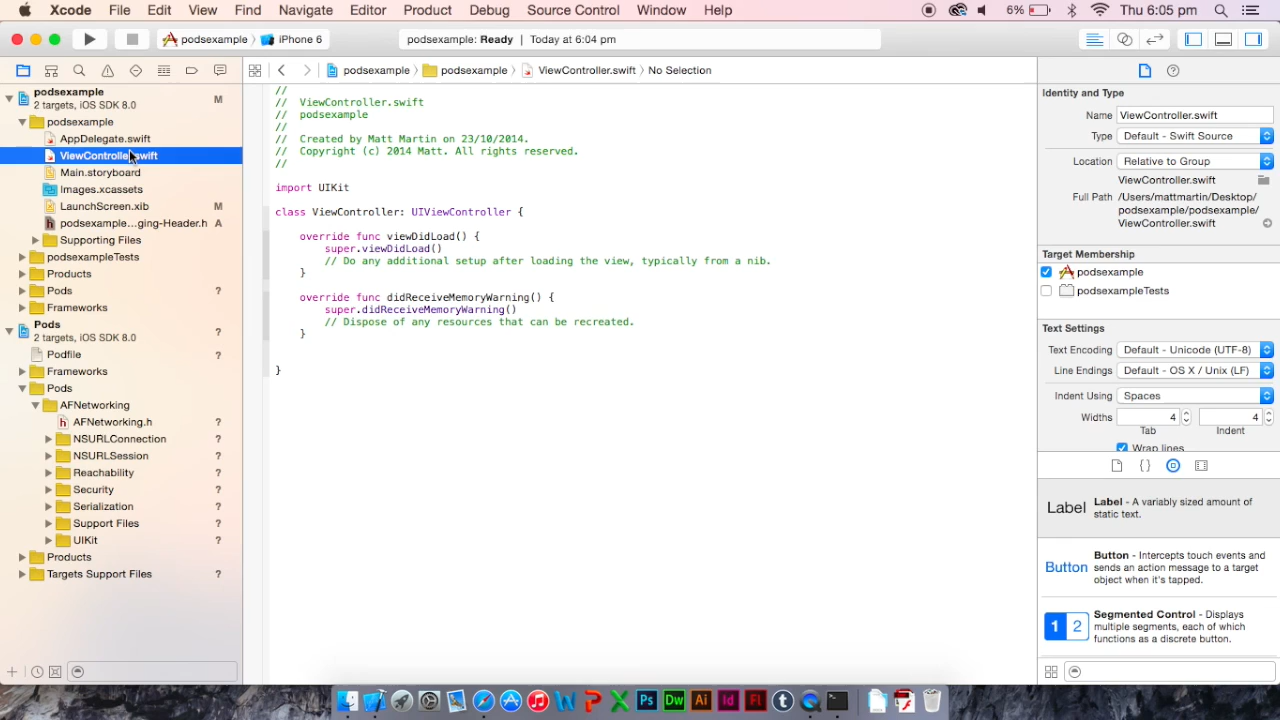 Xcode File Edit View Find Navigate Editor Product Debug Source Control Window Help 6% Thu 6:05 pm
podsexample iPhone 6 podsexample: Ready | Today at 6:04 pm
podsexample podsexample ViewController.swift No Selection
podsexample M
2 targets, iOS SDK 8.0
podsexample
AppDelegate.swift
ViewController.swift
Main.storyboard
Images.xcassets
LaunchScreen.xib M
podsexample...ging-Header.h A
Supporting Files
podsexampleTests
Products
Pods ?
Frameworks
Pods ?
2 targets, iOS SDK 8.0
Podfile ?
Frameworks
Pods
AFNetworking
AFNetworking.h ?
NSURLConnection ?
NSURLSession ?
Reachability ?
Security ?
Serialization ?
Support Files ?
UIKit ?
Products
Targets Support Files ?
//
// ViewController.swift
// podsexample
//
// Created by Matt Martin on 23/10/2014.
// Copyright (c) 2014 Matt. All rights reserved.
//
import UIKit
class ViewController: UIViewController {
override func viewDidLoad() {
super.viewDidLoad()
// Do any additional setup after loading the view, typically from a nib.
}
override func didReceiveMemoryWarning() {
super.didReceiveMemoryWarning()
// Dispose of any resources that can be recreated.
}
}
Identity and Type
Name ViewController.swift
Type Default - Swift Source
Location Relative to Group
ViewController.swift
Full Path /Users/mattmartin/Desktop/
podsexample/podsexample/
ViewController.swift
Target Membership
podsexample
podsexampleTests
Text Settings
Text Encoding Default - Unicode (UTF-8)
Line Endings Default - OS X / Unix (LF)
Indent Using Spaces
Widths 4 4
Tab Indent
Wrap lines
{ }
Label Label - A variably sized amount of
static text.
Button Button - Intercepts touch events and
sends an action message to a target
object when it's tapped.
1 2 Segmented Control - Displays
multiple segments, each of which
functions as a discrete button.
W P X Ps Dw Ai Id Fl t